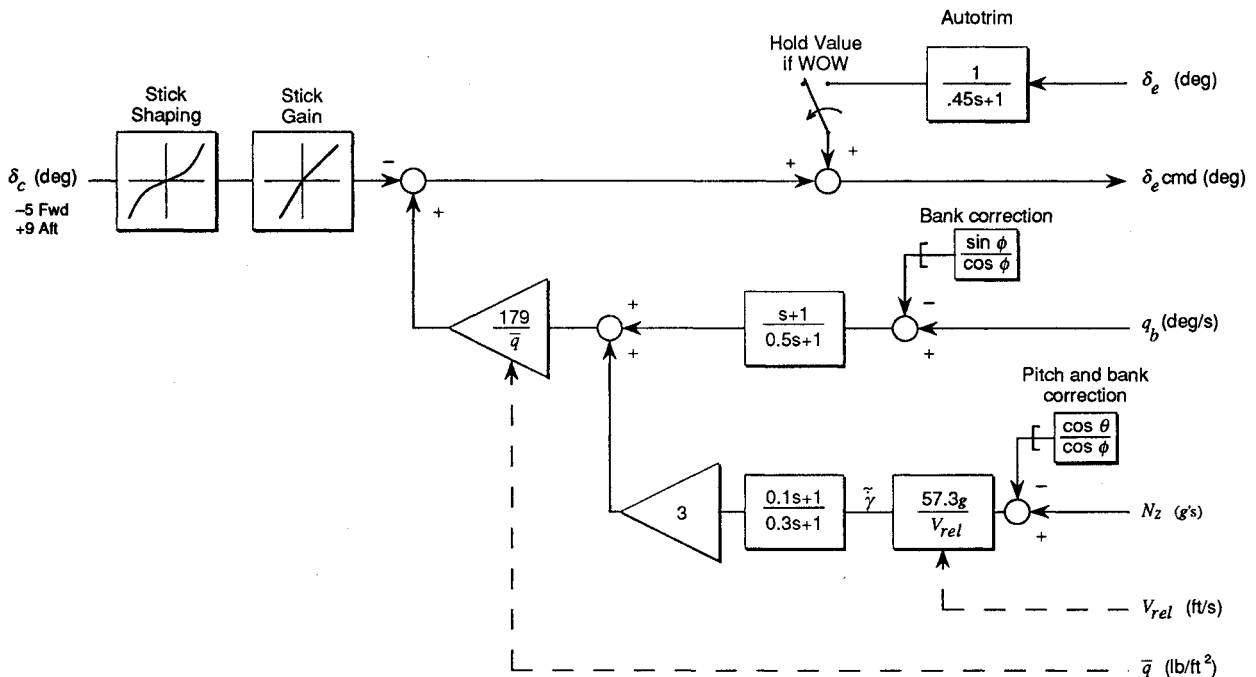 Autotrim
Hold Value
if WOW
1
.45s+1
δe (deg)
Stick
Shaping
Stick
Gain
δc (deg)
–5 Fwd
+9 Aft
–
+
+
+
δe cmd (deg)
Bank correction
sin ϕ
cos ϕ
179
q̅
+
+
s+1
0.5s+1
–
+
qb (deg/s)
Pitch and bank
correction
cos θ
cos ϕ
3
0.1s+1
0.3s+1
γ̃̇
57.3g
Vrel
–
+
NZ (g's)
Vrel (ft/s)
q̅ (lb/ft²)